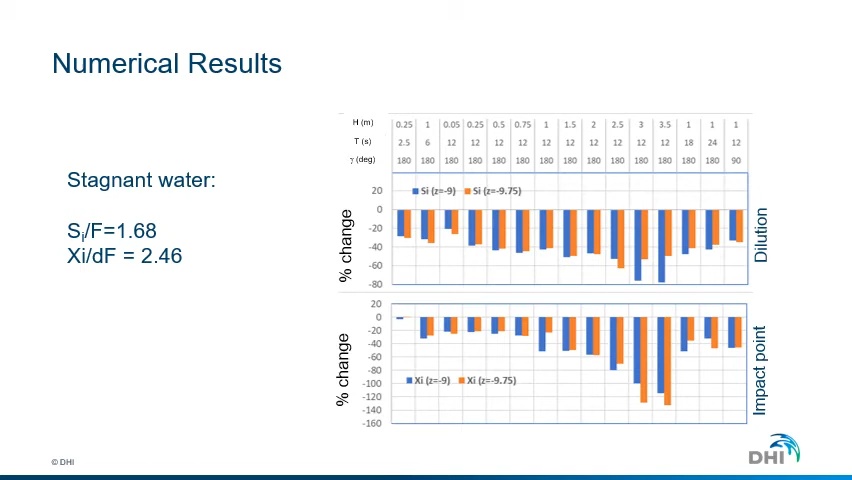 Numerical Results
Stagnant water:
Si/F=1.68
Xi/dF = 2.46
H (m) 0.25 1 0.05 0.25 0.5 0.75 1 1.5 2 2.5 3 3.5 1 1 1
T (s) 2.5 6 12 12 12 12 12 12 12 12 12 12 18 24 12
γ (deg) 180 180 180 180 180 180 180 180 180 180 180 180 180 180 90
% change
20
0
-20
-40
-60
-80
Si (z=-9) Si (z=-9.75)
Dilution
% change
20
0
-20
-40
-60
-80
-100
-120
-140
-160
Xi (z=-9) Xi (z=-9.75)
Impact point
© DHI
DHI